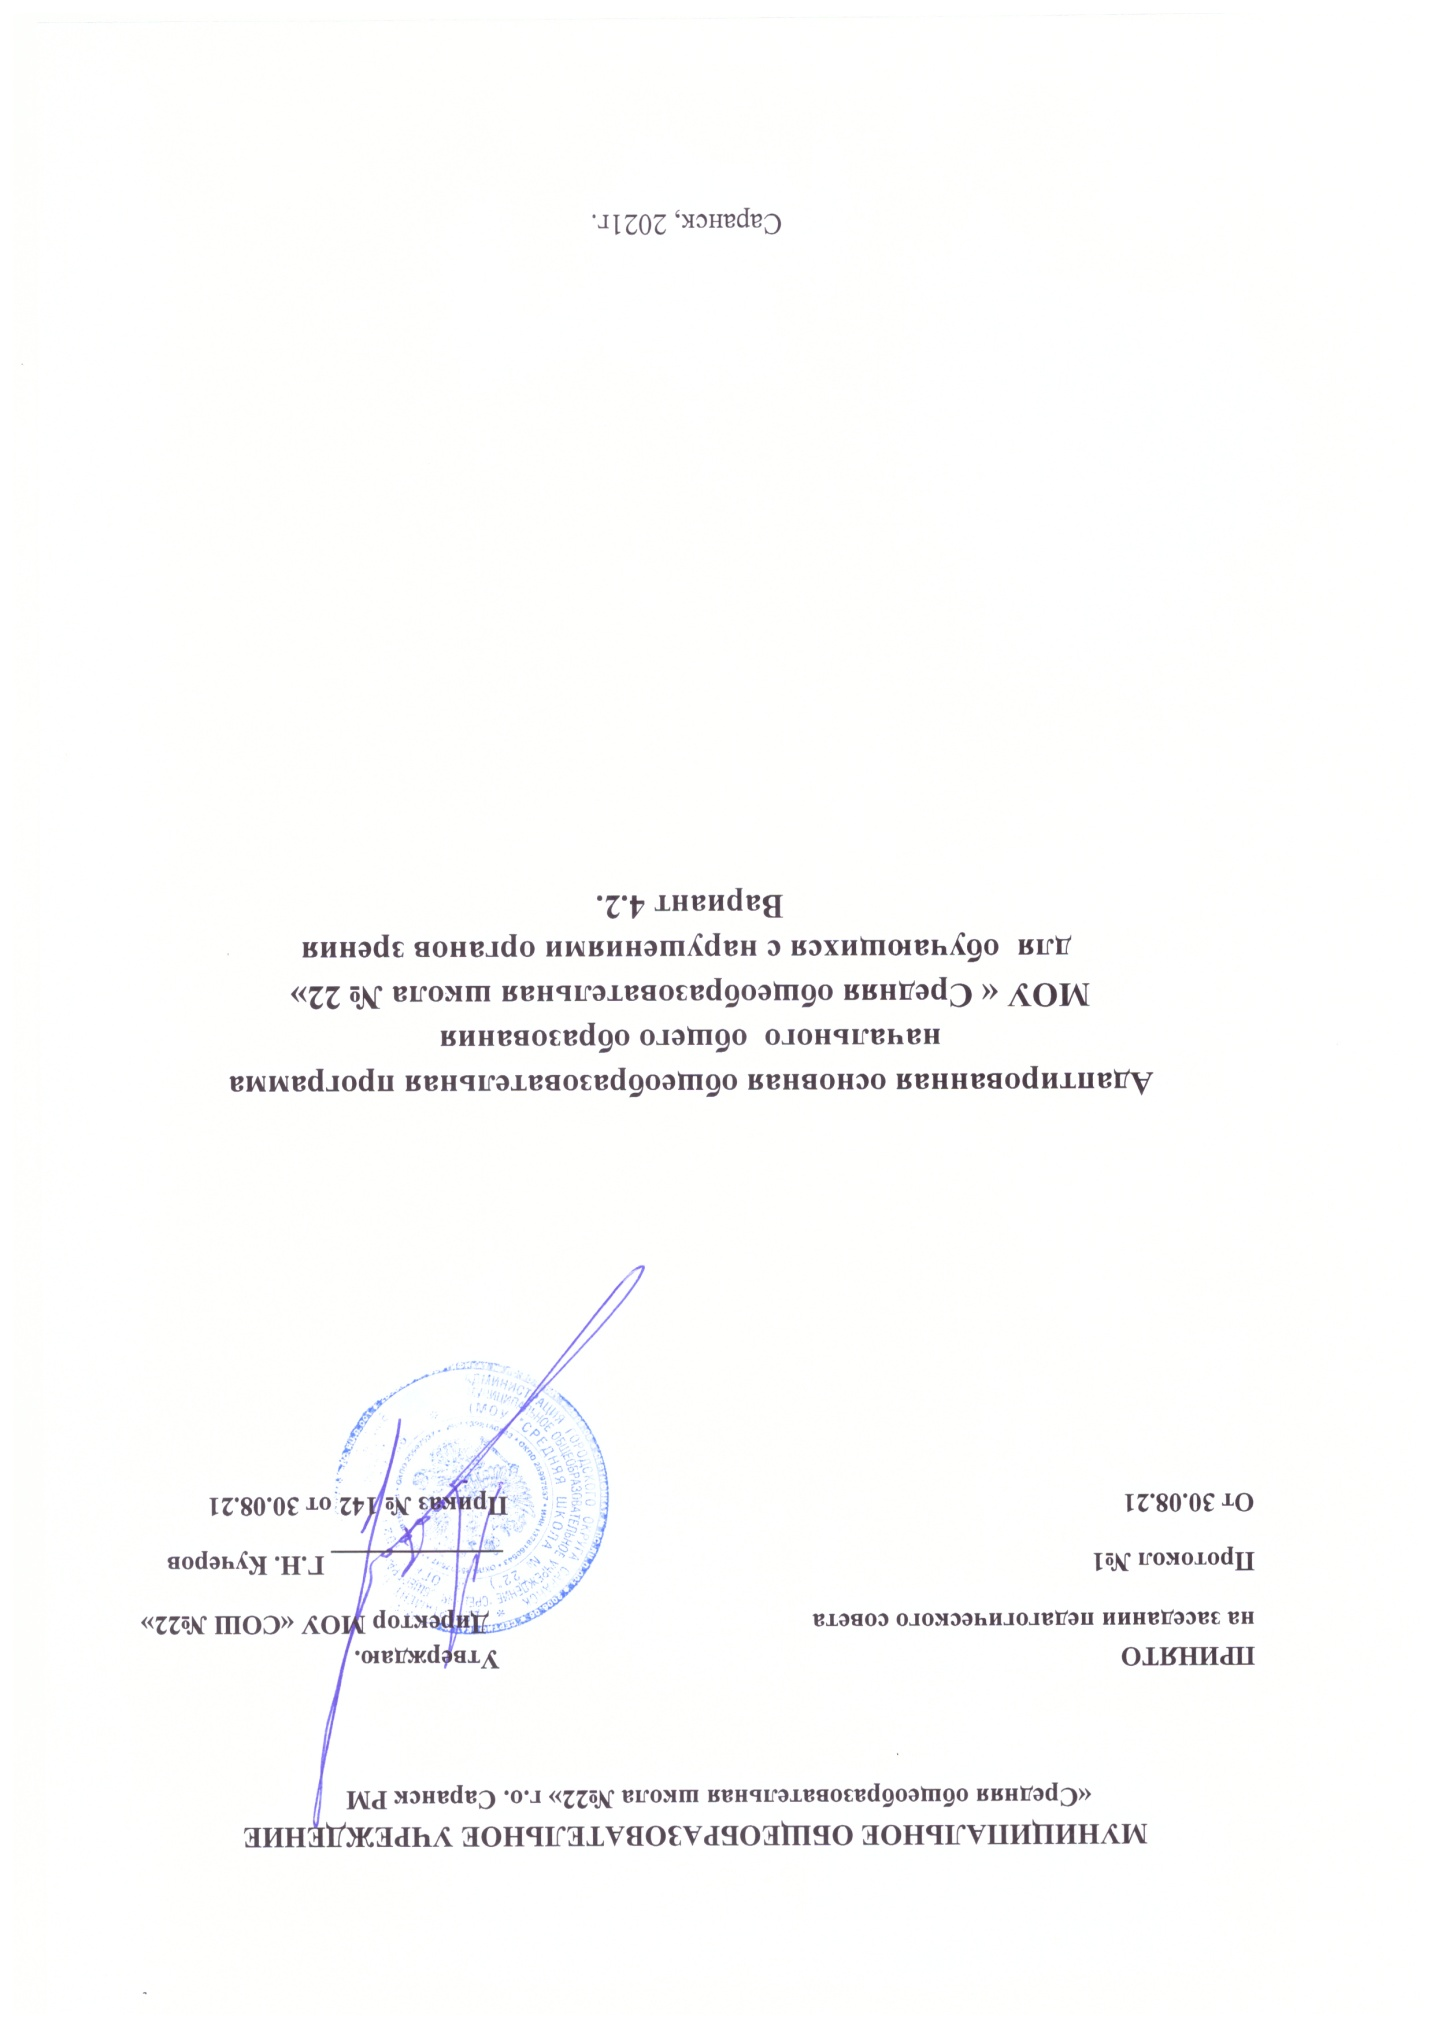 МУНИЦИПАЛЬНОЕ ОБЩЕОБРАЗОВАТЕЛЬНОЕ УЧРЕЖДЕНИЕ
«Средняя общеобразовательная школа №22» г.о. Саранск РМ
ПРИНЯТО
на заседании педагогического совета
Протокол №1
От 30.08.21
Утверждаю.
Директор МОУ «СОШ №22»
Г.Н. Кучеров
Приказ № 142 от 30.08.21
Адаптированная основная общеобразовательная программа
начального общего образования
МОУ « Средняя общеобразовательная школа № 22»
для обучающихся с нарушениями органов зрения
Вариант 4.2.
Саранск, 2021г.